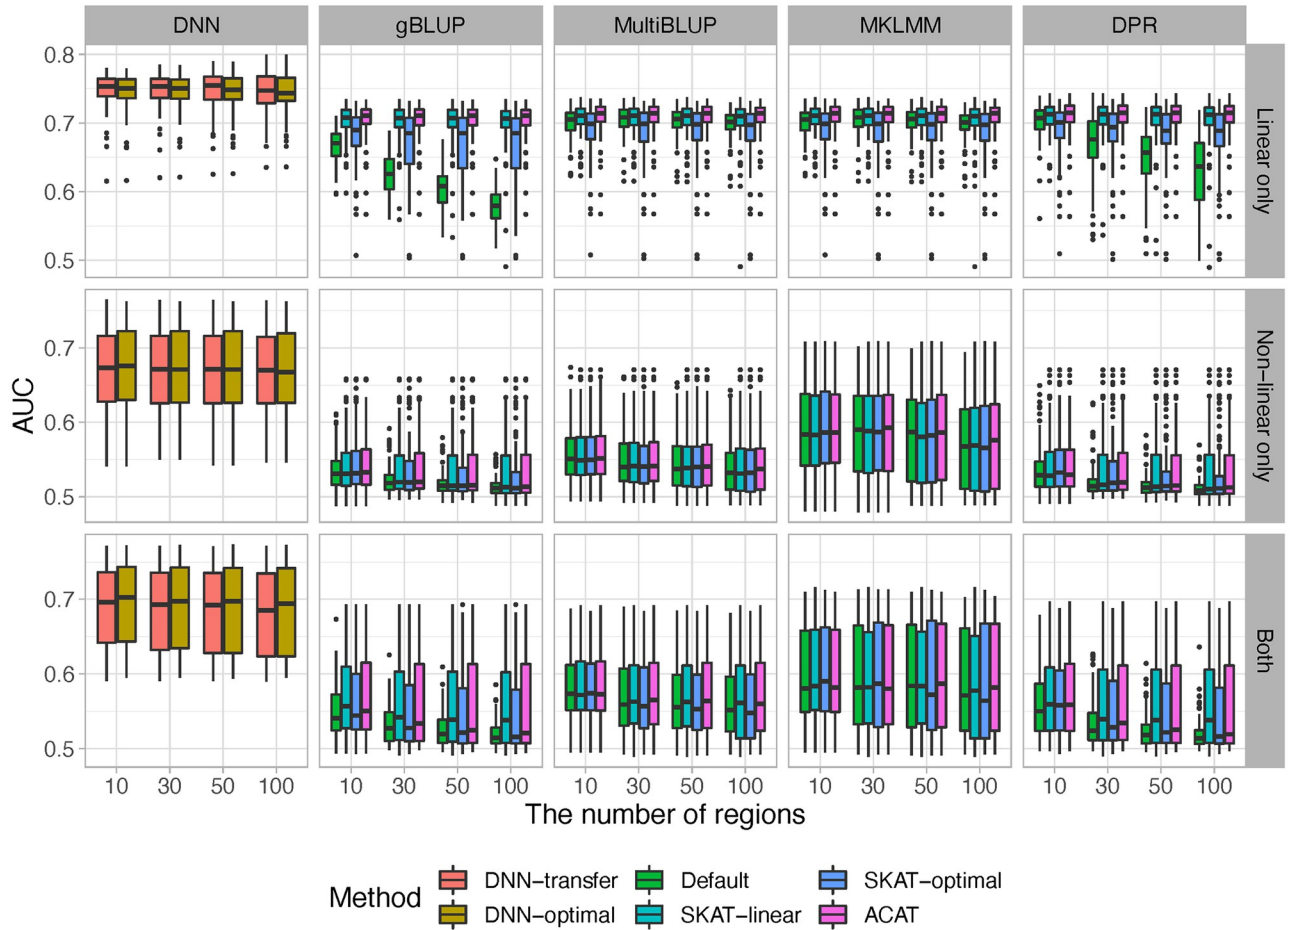 DNN gBLUP MultiBLUP MKLMM DPR
0.8
0.7
0.6
0.5
Linear only
0.7
0.6
0.5
Non-linear only
0.7
0.6
0.5
Both
AUC
10 30 50 100 10 30 50 100 10 30 50 100 10 30 50 100 10 30 50 100
The number of regions
Method
DNN-transfer Default SKAT-optimal
DNN-optimal SKAT-linear ACAT